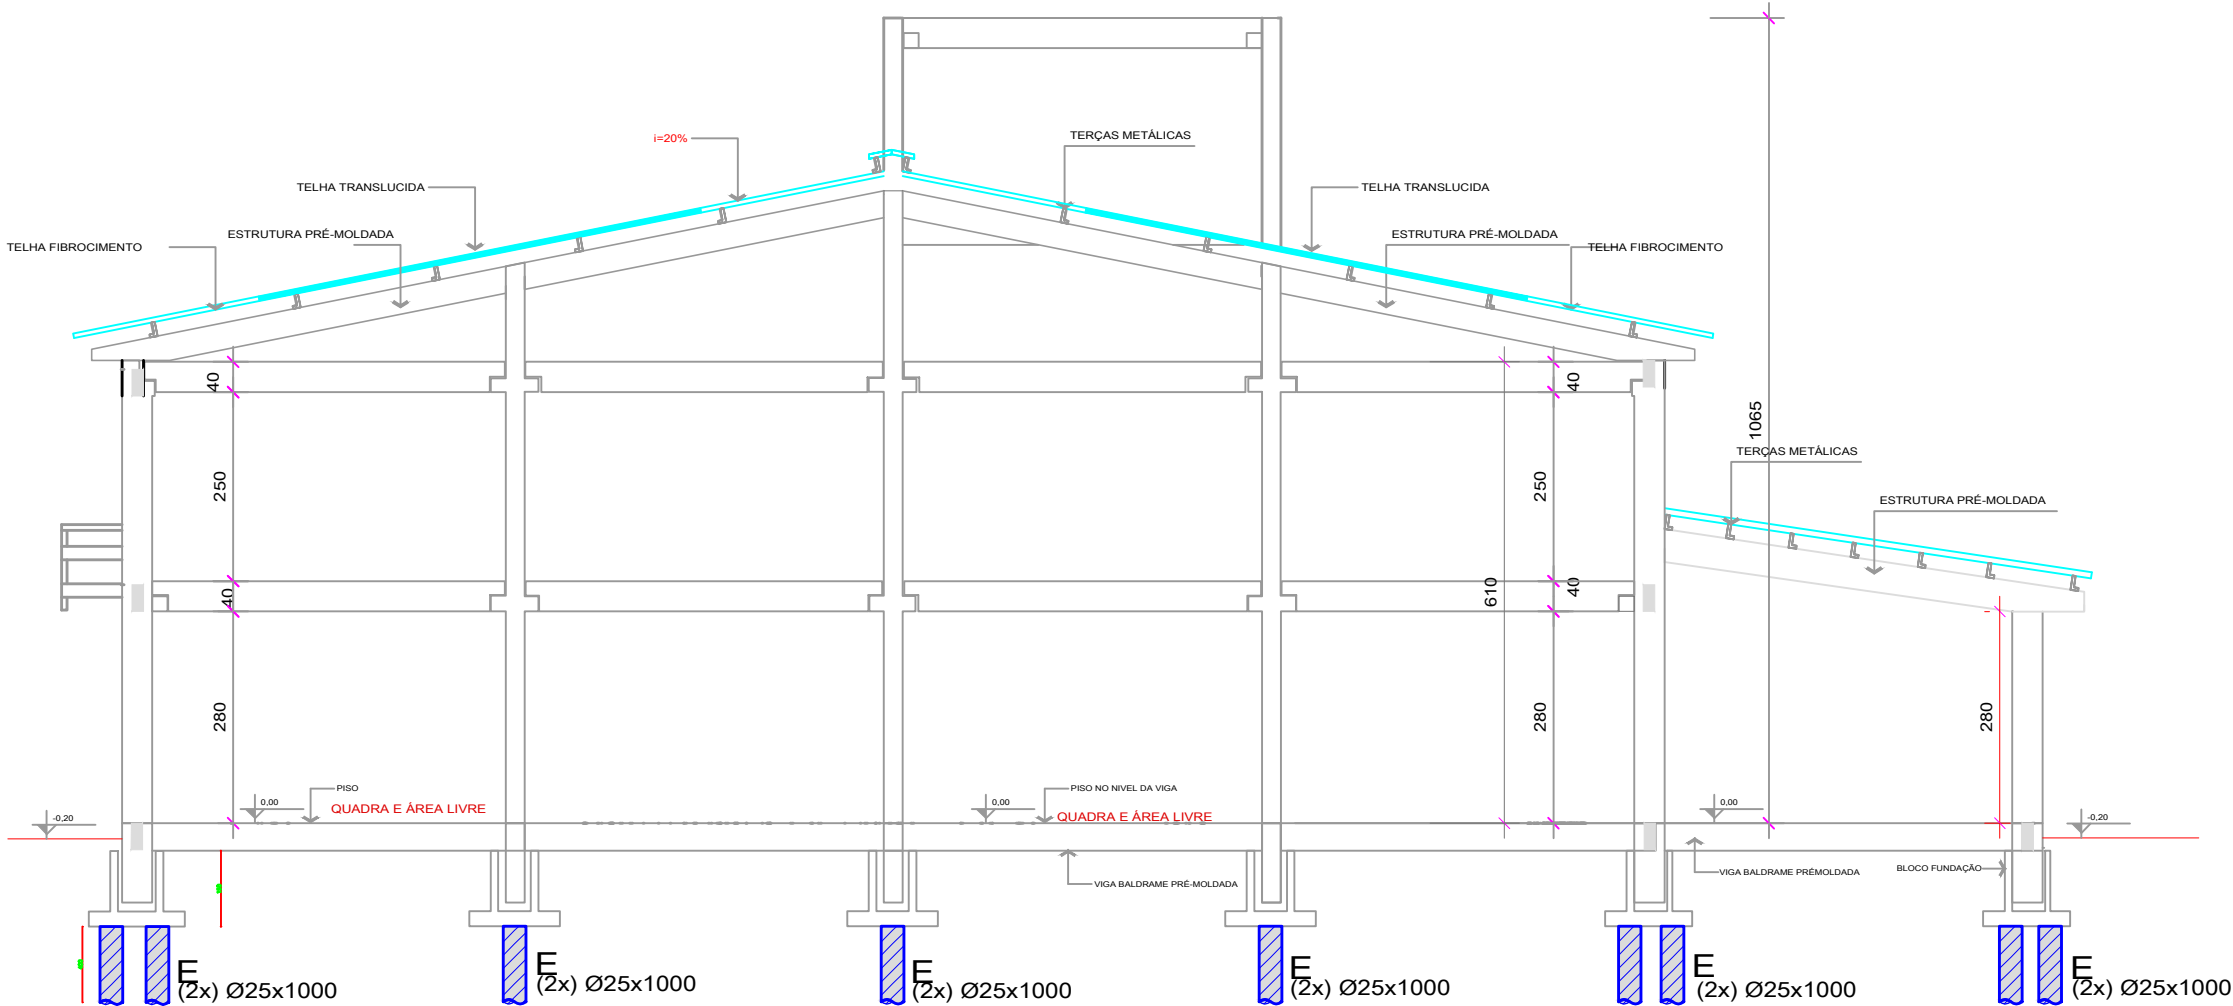 i=20%
TERÇAS METÁLICAS
TELHA TRANSLUCIDA
TELHA TRANSLUCIDA
ESTRUTURA PRÉ-MOLDADA
ESTRUTURA PRÉ-MOLDADA
TELHA FIBROCIMENTO
TELHA FIBROCIMENTO
40
40
1065
TERÇAS METÁLICAS
250
250
ESTRUTURA PRÉ-MOLDADA
40
610
40
280
280
280
PISO
PISO NO NIVEL DA VIGA
0,00
0,00
0,00
QUADRA E ÁREA LIVRE
QUADRA E ÁREA LIVRE
-0,20
-0,20
VIGA BALDRAME PRÉ-MOLDADA
VIGA BALDRAME PRÉMOLDADA
BLOCO FUNDAÇÃO
E
(2x) Ø25x1000
E
(2x) Ø25x1000
E
(2x) Ø25x1000
E
(2x) Ø25x1000
E
(2x) Ø25x1000
E
(2x) Ø25x1000